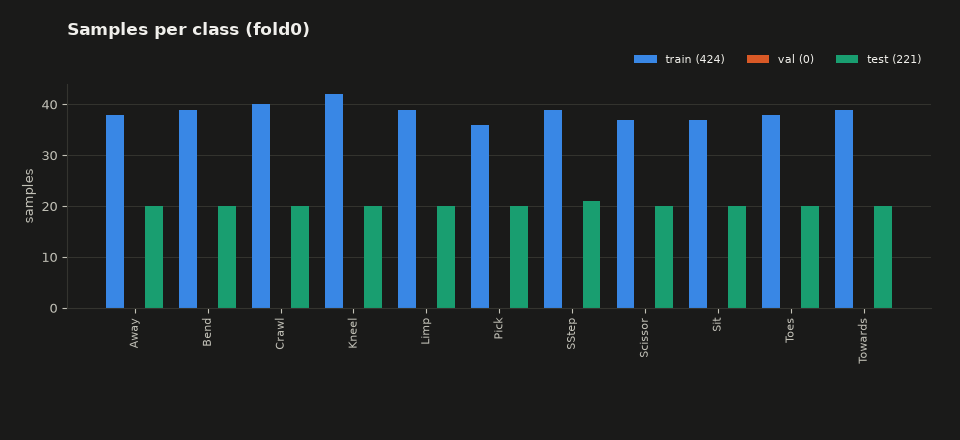 Samples per class (fold0)
train (424) val (0) test (221)
samples
40
30
20
10
0
Away Bend Crawl Kneel Limp Pick SStep Scissor Sit Toes Towards